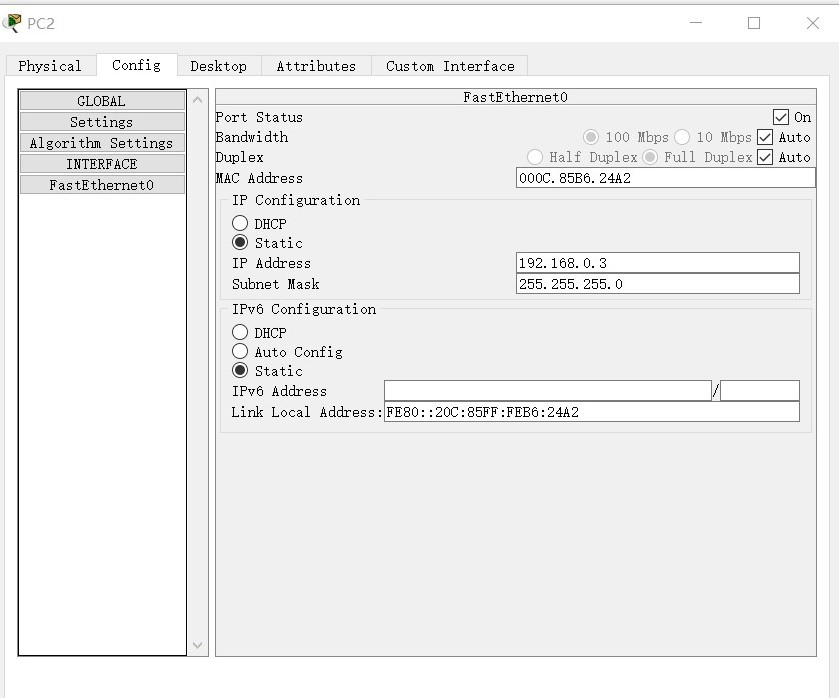 PC2
Physical Config Desktop Attributes Custom Interface
GLOBAL
Settings
Algorithm Settings
INTERFACE
FastEthernet0
FastEthernet0
Port Status On
Bandwidth 100 Mbps 10 Mbps Auto
Duplex Half Duplex Full Duplex Auto
MAC Address 000C.85B6.24A2
IP Configuration
DHCP
Static
IP Address 192.168.0.3
Subnet Mask 255.255.255.0
IPv6 Configuration
DHCP
Auto Config
Static
IPv6 Address /
Link Local Address: FE80::20C:85FF:FEB6:24A2